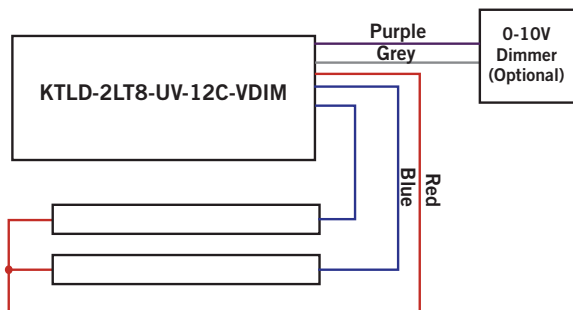 Purple
Grey
0-10V
Dimmer
(Optional)
KTLD-2LT8-UV-12C-VDIM
Blue
Red